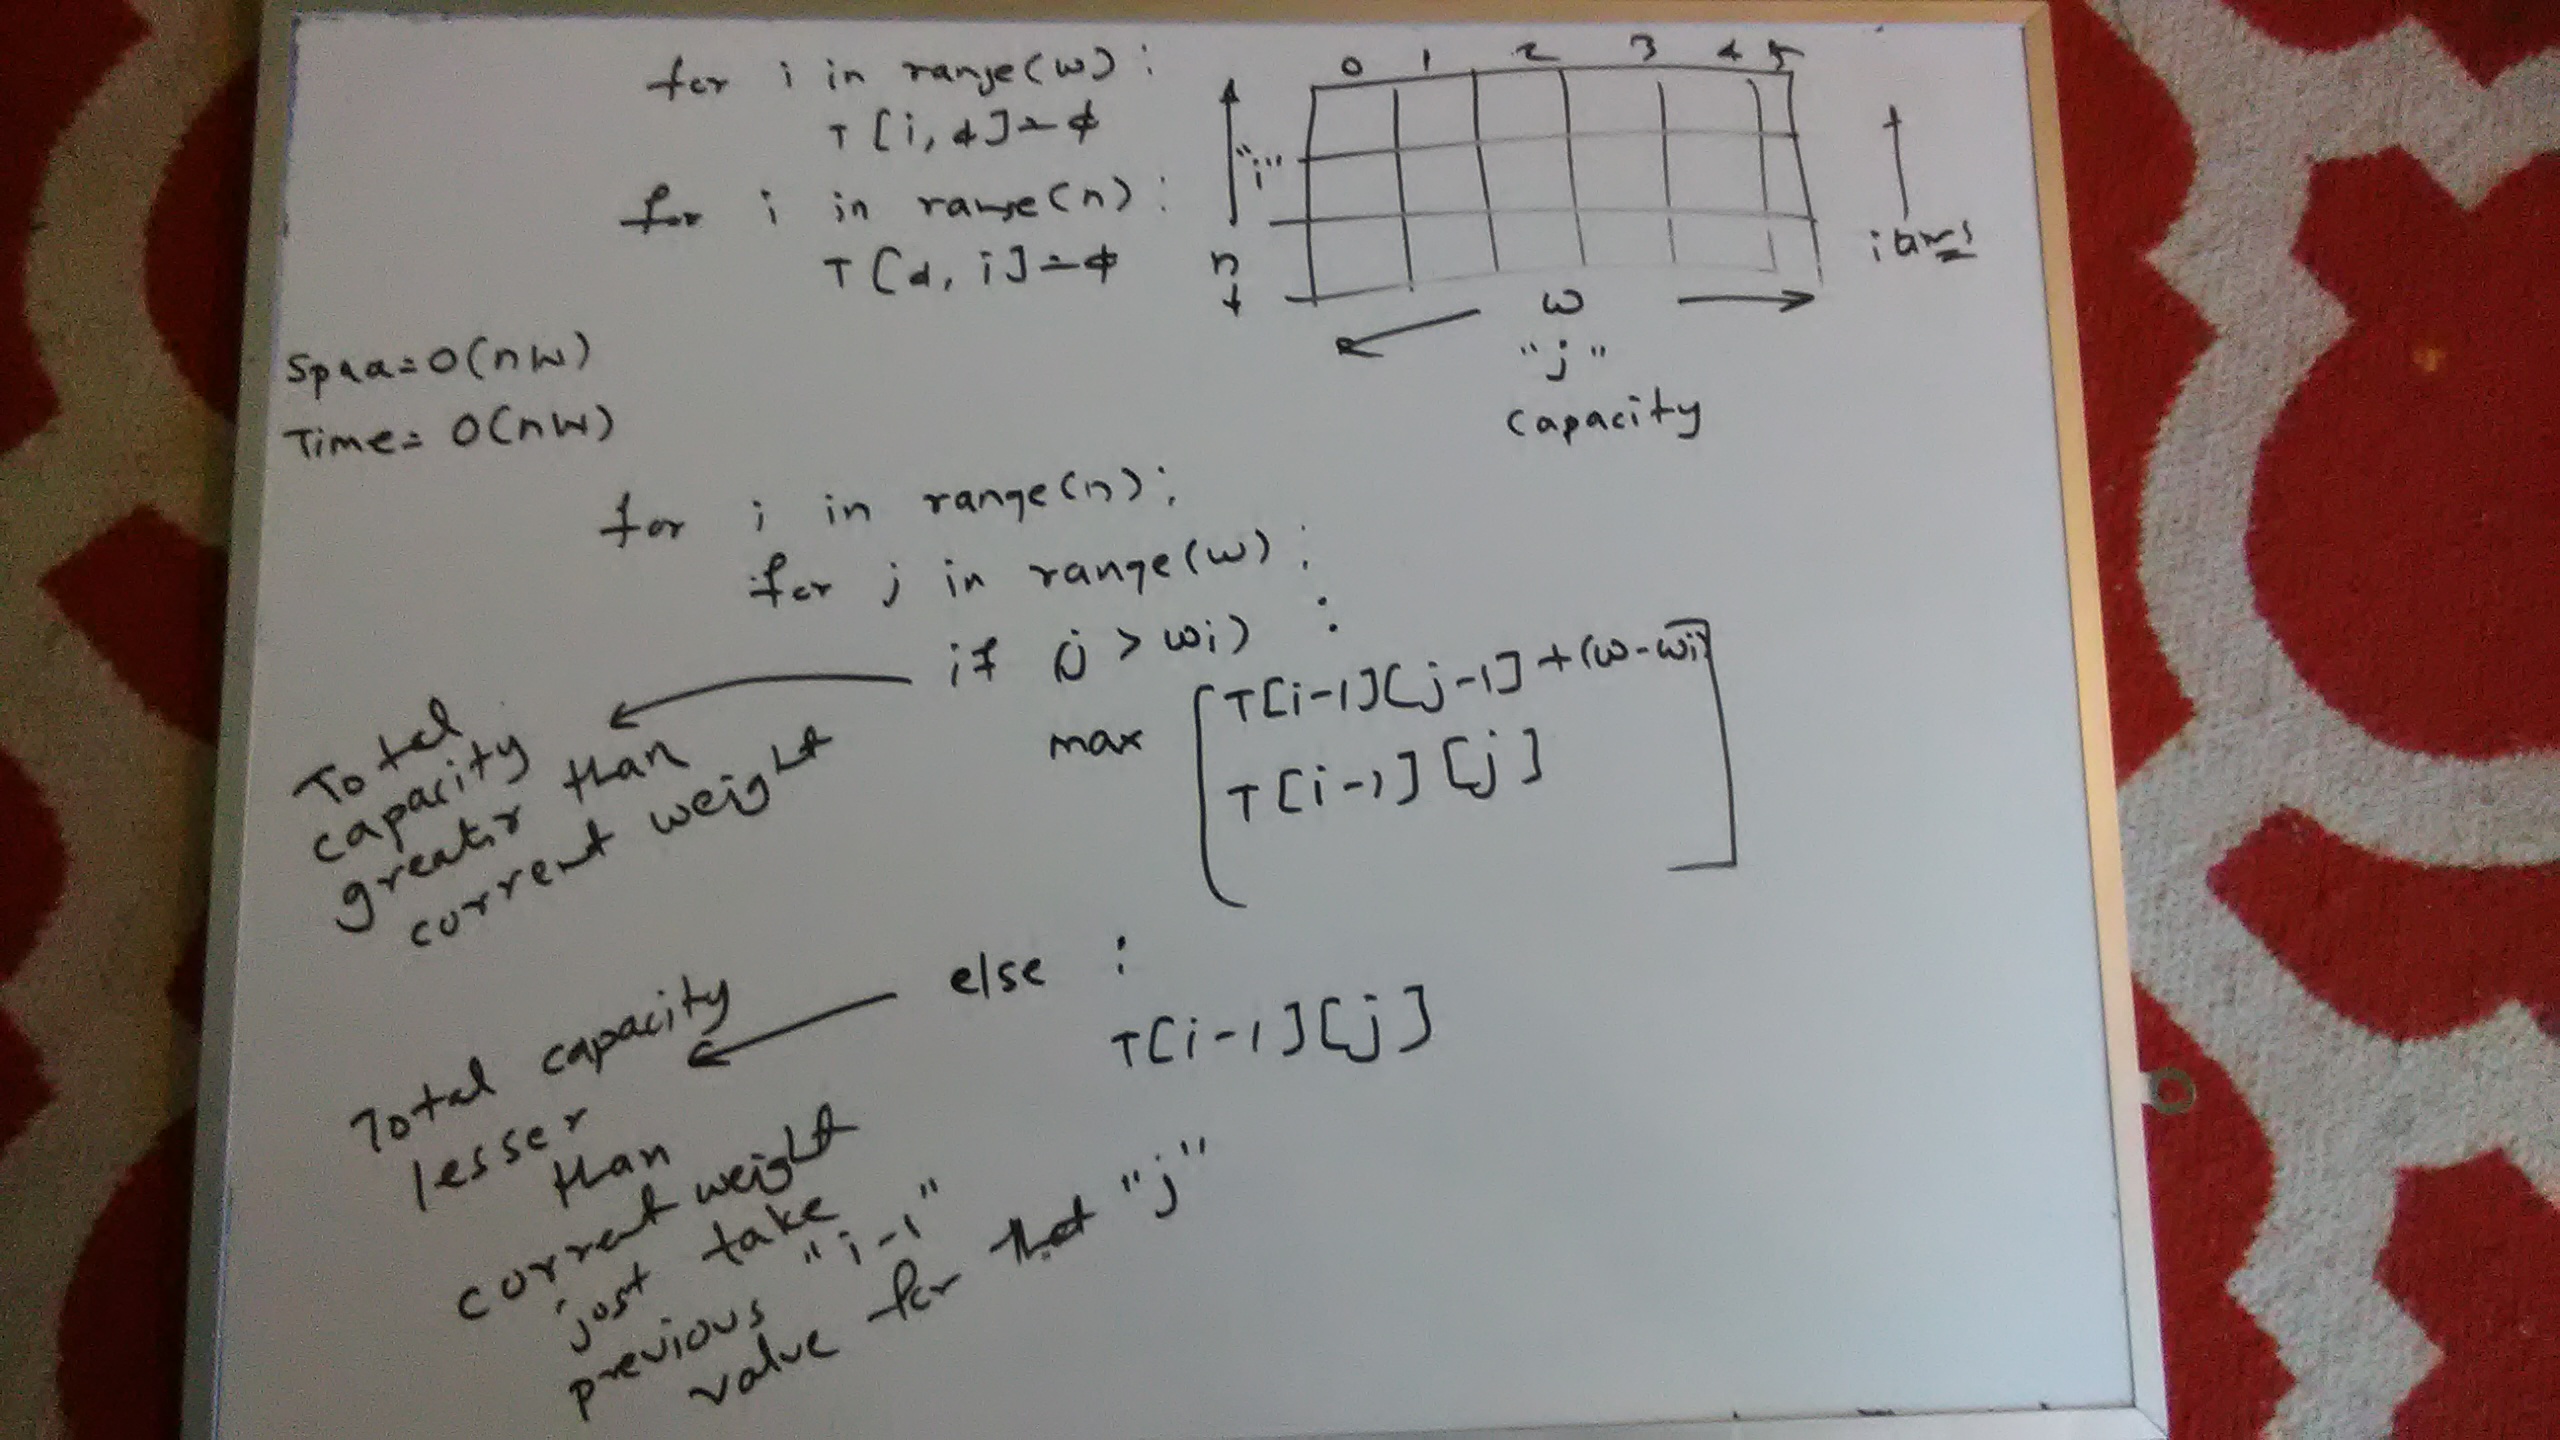 for i in range(w):
T[i,0]=0
for i in range(n):
T[0,i]=0
0 1 2 3 4 5
"i"
n
items
w
"j"
capacity
Space=O(nW)
Time=O(nW)
for i in range(n):
for j in range(w):
if (j > wi) :
max [T[i-1][j-1]+(w-wi)
T[i-1][j]]
Total
capacity
greater than
current weight
else :
T[i-1][j]
Total capacity
lesser
than
current weight
just take
previous "i-1"
value for that "j"